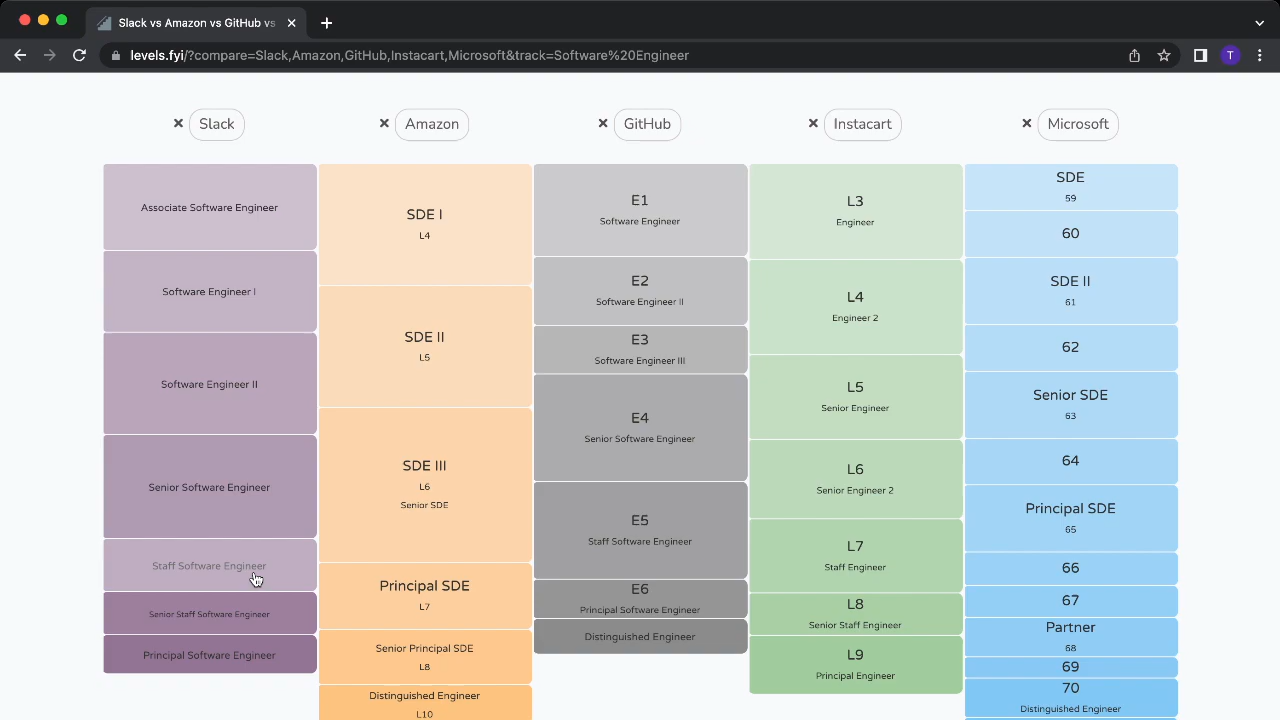 Slack vs Amazon vs GitHub vs
levels.fyi/?compare=Slack,Amazon,GitHub,Instacart,Microsoft&track=Software%20Engineer
T
Slack
Amazon
GitHub
Instacart
Microsoft
Associate Software Engineer
Software Engineer I
Software Engineer II
Senior Software Engineer
Staff Software Engineer
Senior Staff Software Engineer
Principal Software Engineer
SDE I
L4
SDE II
L5
SDE III
L6
Senior SDE
Principal SDE
L7
Senior Principal SDE
L8
Distinguished Engineer
L10
E1
Software Engineer
E2
Software Engineer II
E3
Software Engineer III
E4
Senior Software Engineer
E5
Staff Software Engineer
E6
Principal Software Engineer
Distinguished Engineer
L3
Engineer
L4
Engineer 2
L5
Senior Engineer
L6
Senior Engineer 2
L7
Staff Engineer
L8
Senior Staff Engineer
L9
Principal Engineer
SDE
59
60
SDE II
61
62
Senior SDE
63
64
Principal SDE
65
66
67
Partner
68
69
70
Distinguished Engineer